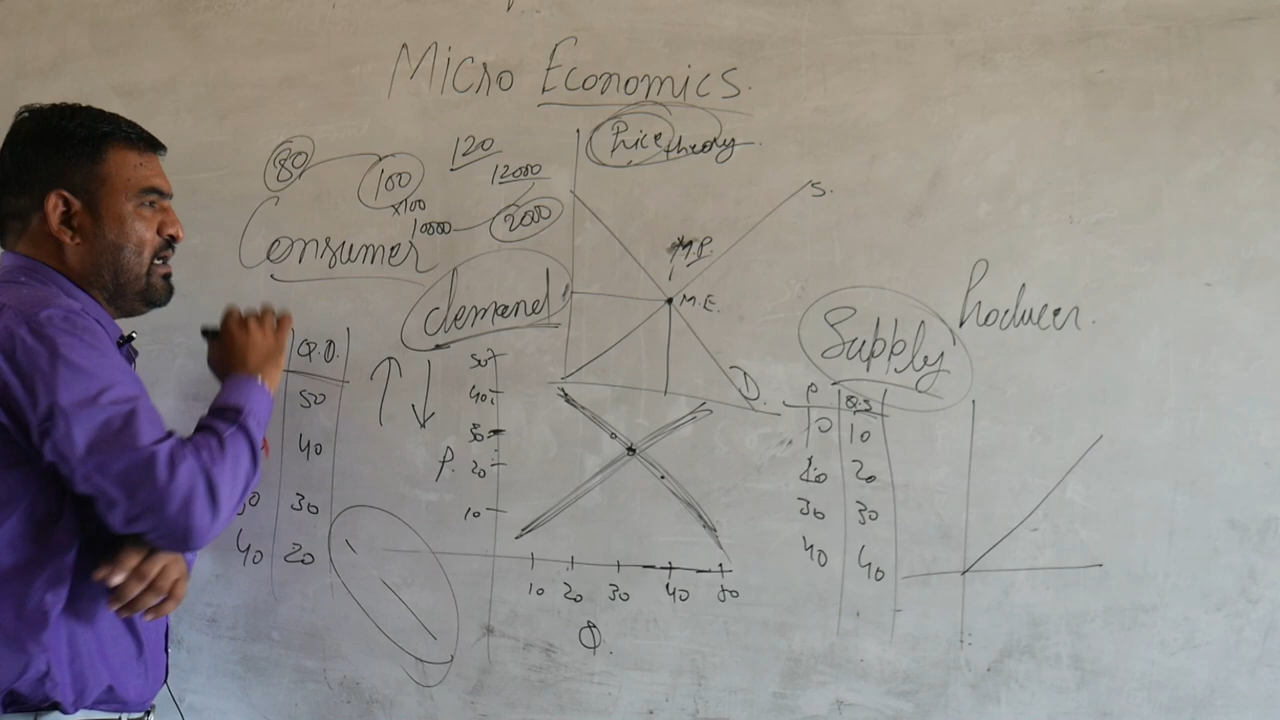 Micro Economics.
Price theory.
80 100 120
x100
12000
10000 2000
Consumer
demand
S.
M.P.
M.E.
D.
Supply
Producer.
Q.D.
50
40
30
40 20
50
40
30
P. 20
10
10 20 30 40 50
Q.
P Q.S
10 10
20 20
30 30
40 40